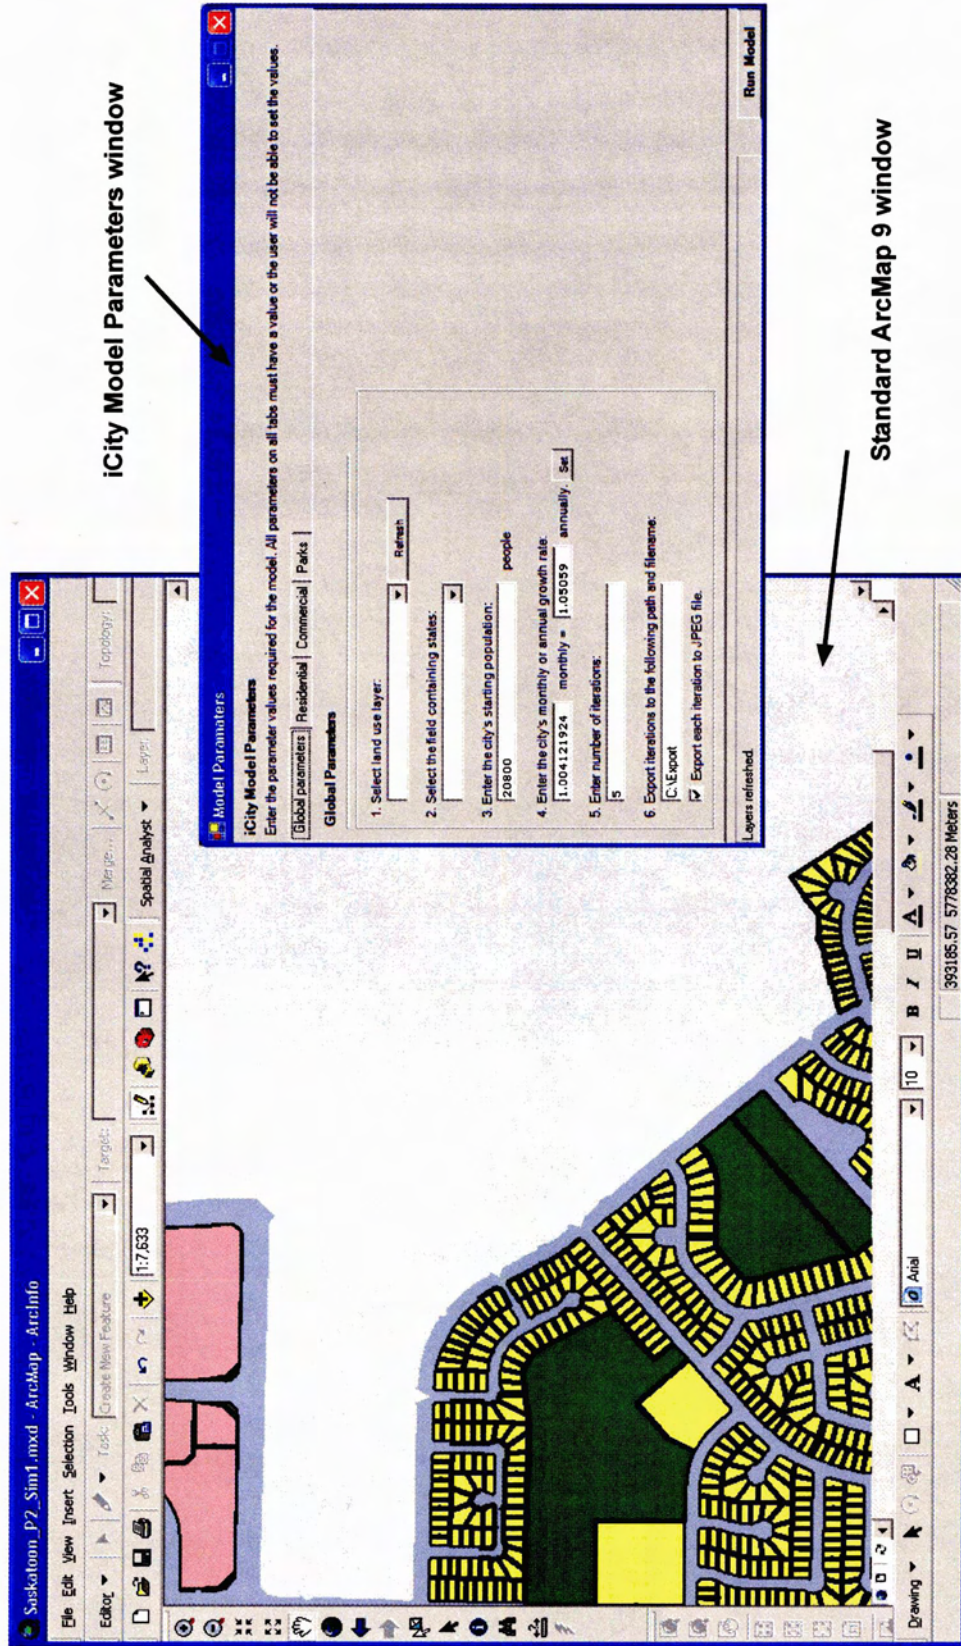 iCity Model Parameters window
Standard ArcMap 9 window
Saskatoon_P2_Sim1.mxd - ArcMap - ArcInfo
File Edit View Insert Selection Tools Window Help
Editor Task: Create New Feature Target: Merge... Topology:
1:7,633 Spatial Analyst Layer:
Drawing A Arial 10 B I U A
393185.57 5778382.28 Meters
Model Paramaters
iCity Model Parameters
Enter the parameter values required for the model. All parameters on all tabs must have a value or the user will not be able to set the values.
Global parameters Residential Commercial Parks
Global Parameters
1. Select land use layer:
Refresh
2. Select the field containing states:
3. Enter the city's starting population:
20800 people
4. Enter the city's monthly or annual growth rate:
1.004121924 monthly = 1.05059 annually. Set
5. Enter number of iterations:
5
6. Export iterations to the following path and filename:
C:\Export
Export each iteration to JPEG file.
Layers refreshed.
Run Model